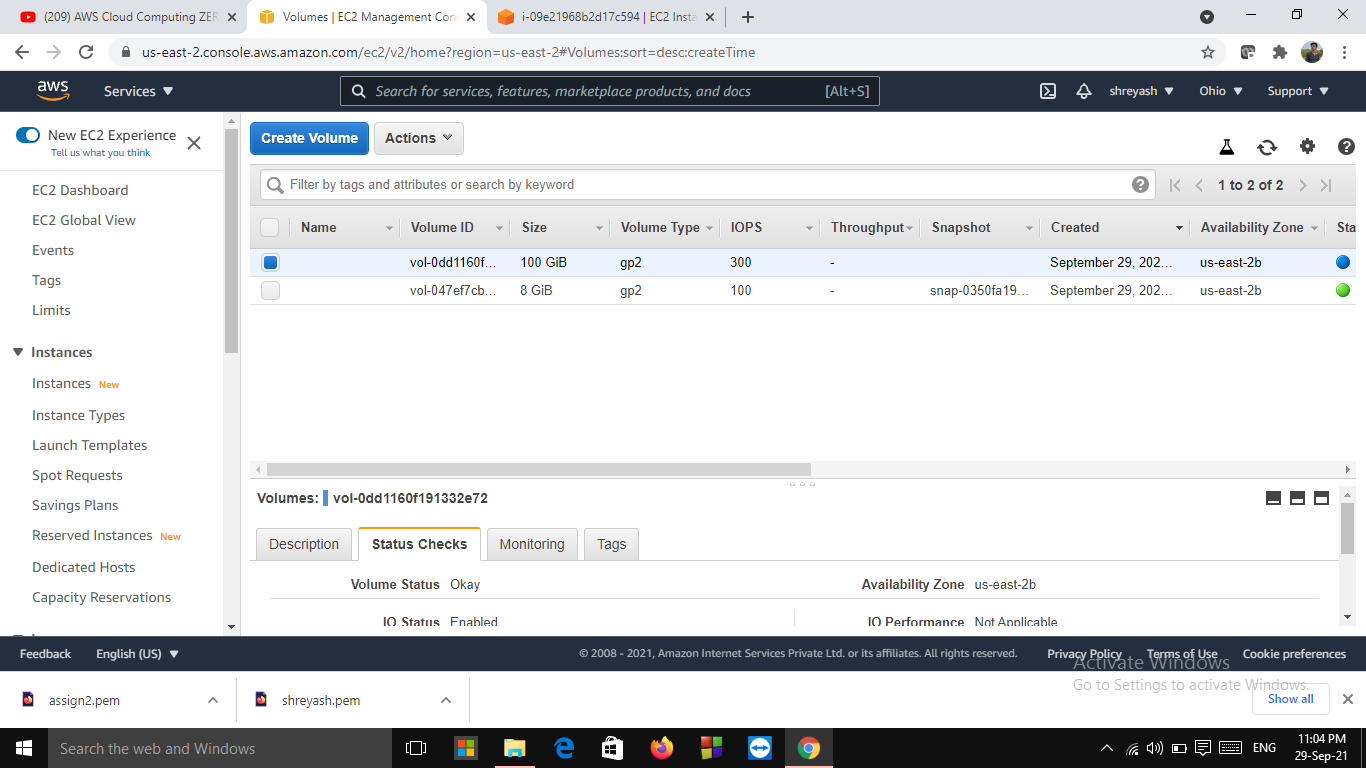 (209) AWS Cloud Computing ZER
Volumes | EC2 Management Con
i-09e21968b2d17c594 | EC2 Insta
us-east-2.console.aws.amazon.com/ec2/v2/home?region=us-east-2#Volumes:sort=desc:createTime
aws
Services
Search for services, features, marketplace products, and docs
[Alt+S]
shreyash
Ohio
Support
New EC2 Experience
Tell us what you think
EC2 Dashboard
EC2 Global View
Events
Tags
Limits
Instances
Instances New
Instance Types
Launch Templates
Spot Requests
Savings Plans
Reserved Instances New
Dedicated Hosts
Capacity Reservations
Create Volume
Actions
Filter by tags and attributes or search by keyword
1 to 2 of 2
Name Volume ID Size Volume Type IOPS Throughput Snapshot Created Availability Zone Sta
vol-0dd1160f... 100 GiB gp2 300 - September 29, 202... us-east-2b
vol-047ef7cb... 8 GiB gp2 100 - snap-0350fa19... September 29, 202... us-east-2b
Volumes: vol-0dd1160f191332e72
Description
Status Checks
Monitoring
Tags
Volume Status Okay
Availability Zone us-east-2b
IO Status Enabled
IO Performance Not Applicable
Feedback
English (US)
© 2008 - 2021, Amazon Internet Services Private Ltd. or its affiliates. All rights reserved.
Privacy Policy
Terms of Use
Cookie preferences
Activate Windows
Go to Settings to activate Windows.
assign2.pem
shreyash.pem
Show all
Search the web and Windows
ENG
11:04 PM
29-Sep-21